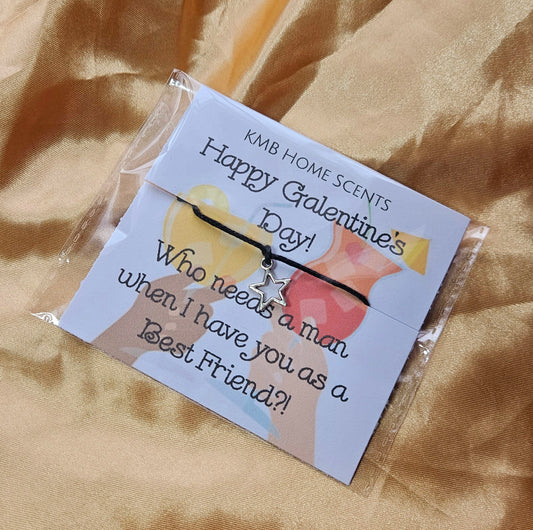 KMB HOME SCENTS
Happy Galentine's
Day!
Who needs a man
when I have you as a
Best Friend?!